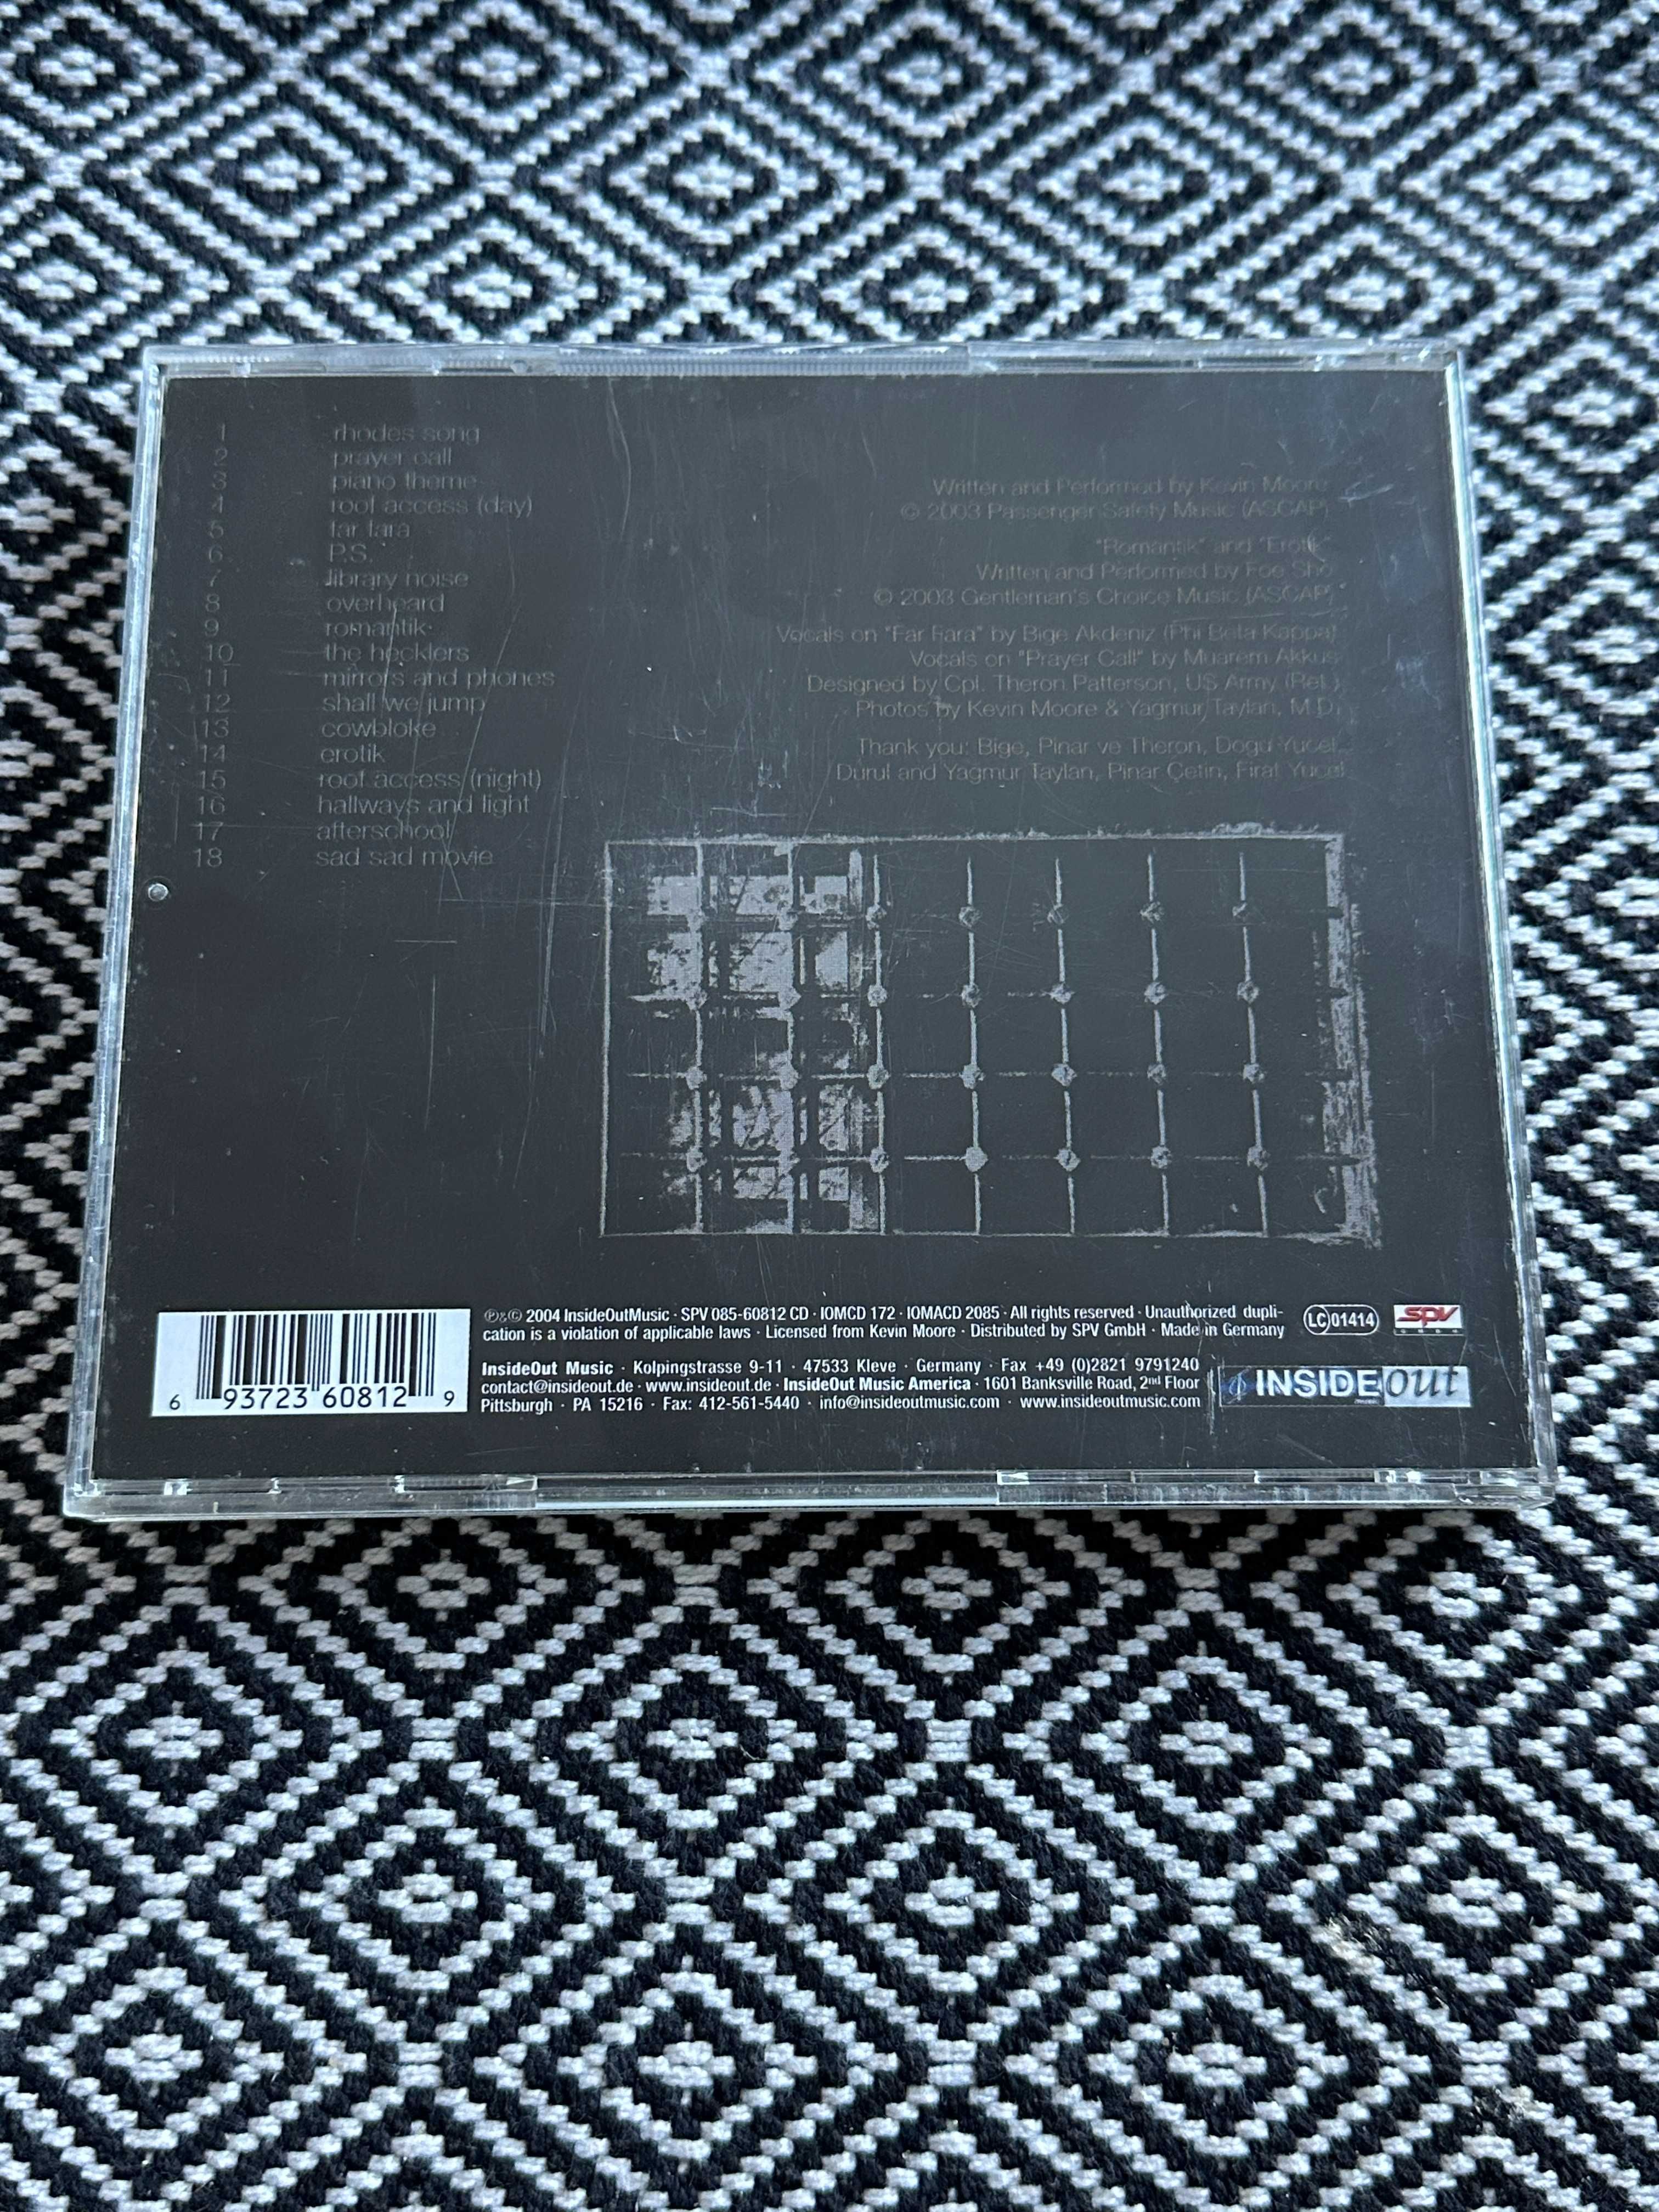 1 rhodes song
2 prayer call
3 piano theme
4 roof access (day)
5 far fara
6 P.S.
7 library noise
8 overheard
9 romantik
10 the hecklers
11 mirrors and phones
12 shall we jump
13 cowbloke
14 erotik
15 roof access (night)
16 hallways and light
17 afterschool
18 sad sad movie
Written and Performed by Kevin Moore
© 2003 Passenger Safety Music (ASCAP)
"Romantik" and "Erotik"
Written and Performed by Foe Sho
© 2003 Gentleman's Choice Music (ASCAP)
Vocals on "Far Fara" by Bige Akdeniz (Phi Beta Kappa)
Vocals on "Prayer Call" by Muarem Akkus
Designed by Cpl. Theron Patterson, US Army (Ret.)
Photos by Kevin Moore & Yagmur Taylan, M.D.
Thank you: Bige, Pinar ve Theron, Dogu Yucel,
Durul and Yagmur Taylan, Pinar Çetin, Firat Yucel
6 93723 60812 9
℗&© 2004 InsideOutMusic · SPV 085-60812 CD · IOMCD 172 · IOMACD 2085 · All rights reserved · Unauthorized dupli-
cation is a violation of applicable laws · Licensed from Kevin Moore · Distributed by SPV GmbH · Made in Germany
LC 01414
SPV
GMBH
InsideOut Music · Kolpingstrasse 9-11 · 47533 Kleve · Germany · Fax +49 (0)2821 9791240
contact@insideout.de · www.insideout.de · InsideOut Music America · 1601 Banksville Road, 2nd Floor
Pittsburgh · PA 15216 · Fax: 412-561-5440 · info@insideoutmusic.com · www.insideoutmusic.com
INSIDE out